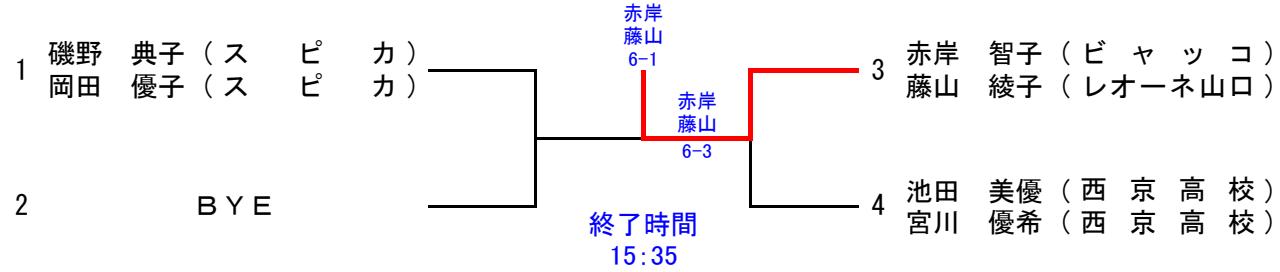 1 磯野 典子 ( ス ピ カ )
岡田 優子 ( ス ピ カ )
2 ＢＹＥ
赤岸
藤山
6-1
赤岸
藤山
6-3
終了時間
15:35
3 赤岸 智子 ( ビ ャ ッ コ )
藤山 綾子 ( レオーネ山口 )
4 池田 美優 ( 西 京 高 校 )
宮川 優希 ( 西 京 高 校 )